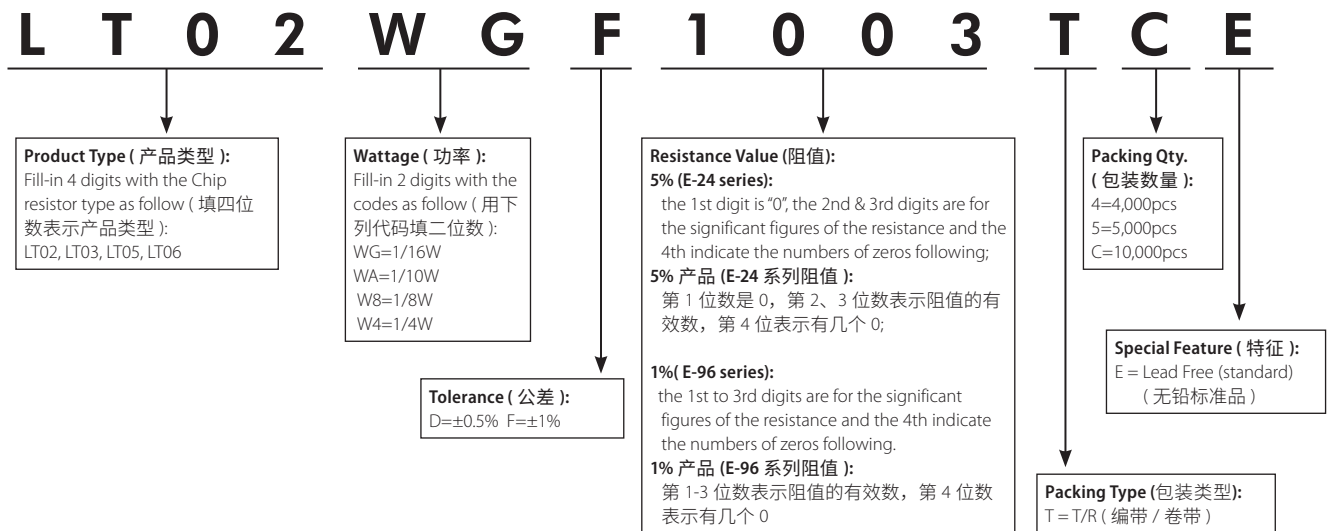 L T 0 2 W G F 1 0 0 3 T C E
Product Type ( 产品类型 ):
Fill-in 4 digits with the Chip
resistor type as follow ( 填四位
数表示产品类型 ):
LT02, LT03, LT05, LT06
Wattage ( 功率 ):
Fill-in 2 digits with the
codes as follow ( 用下
列代码填二位数 ):
WG=1/16W
WA=1/10W
W8=1/8W
W4=1/4W
Tolerance ( 公差 ):
D=±0.5% F=±1%
Resistance Value (阻值):
5% (E-24 series):
the 1st digit is “0”, the 2nd & 3rd digits are for
the significant figures of the resistance and the
4th indicate the numbers of zeros following;
5% 产品 (E-24 系列阻值 ):
第 1 位数是 0，第 2、3 位数表示阻值的有
效数，第 4 位表示有几个 0;
1%( E-96 series):
the 1st to 3rd digits are for the significant
figures of the resistance and the 4th indicate
the numbers of zeros following.
1% 产品 (E-96 系列阻值 ):
第 1-3 位数表示阻值的有效数，第 4 位数
表示有几个 0
Packing Qty.
( 包装数量 ):
4=4,000pcs
5=5,000pcs
C=10,000pcs
Special Feature ( 特征 ):
E = Lead Free (standard)
( 无铅标准品 )
Packing Type (包装类型):
T = T/R ( 编带 / 卷带 )